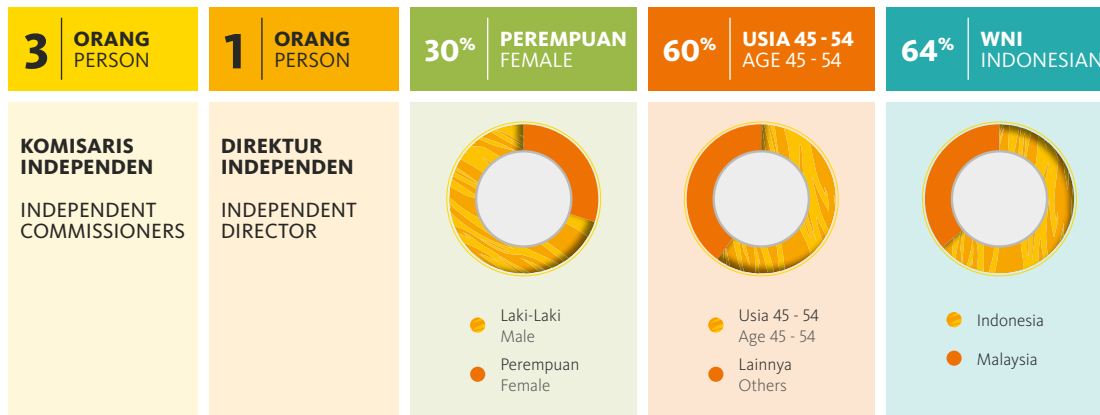 3
ORANG
PERSON
KOMISARIS
INDEPENDEN
INDEPENDENT
COMMISSIONERS
1
ORANG
PERSON
DIREKTUR
INDEPENDEN
INDEPENDENT
DIRECTOR
30%
PEREMPUAN
FEMALE
Laki-Laki
Male
Perempuan
Female
60%
USIA 45 - 54
AGE 45 - 54
Usia 45 - 54
Age 45 - 54
Lainnya
Others
64%
WNI
INDONESIAN
Indonesia
Malaysia